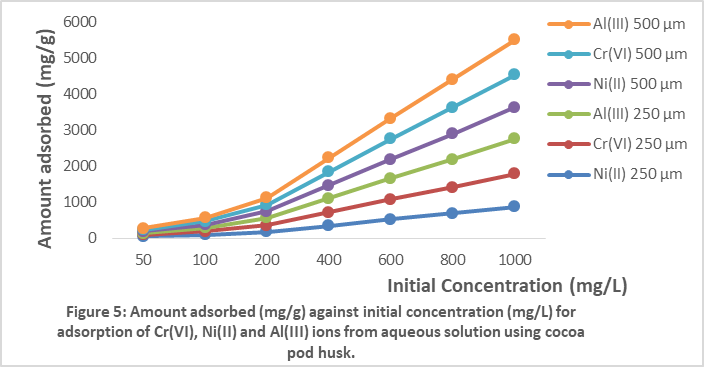 Amount adsorbed (mg/g)
6000
5000
4000
3000
2000
1000
0
50 100 200 400 600 800 1000
Initial Concentration (mg/L)
Al(III) 500 µm
Cr(VI) 500 µm
Ni(II) 500 µm
Al(III) 250 µm
Cr(VI) 250 µm
Ni(II) 250 µm
Figure 5: Amount adsorbed (mg/g) against initial concentration (mg/L) for
adsorption of Cr(VI), Ni(II) and Al(III) ions from aqueous solution using cocoa
pod husk.